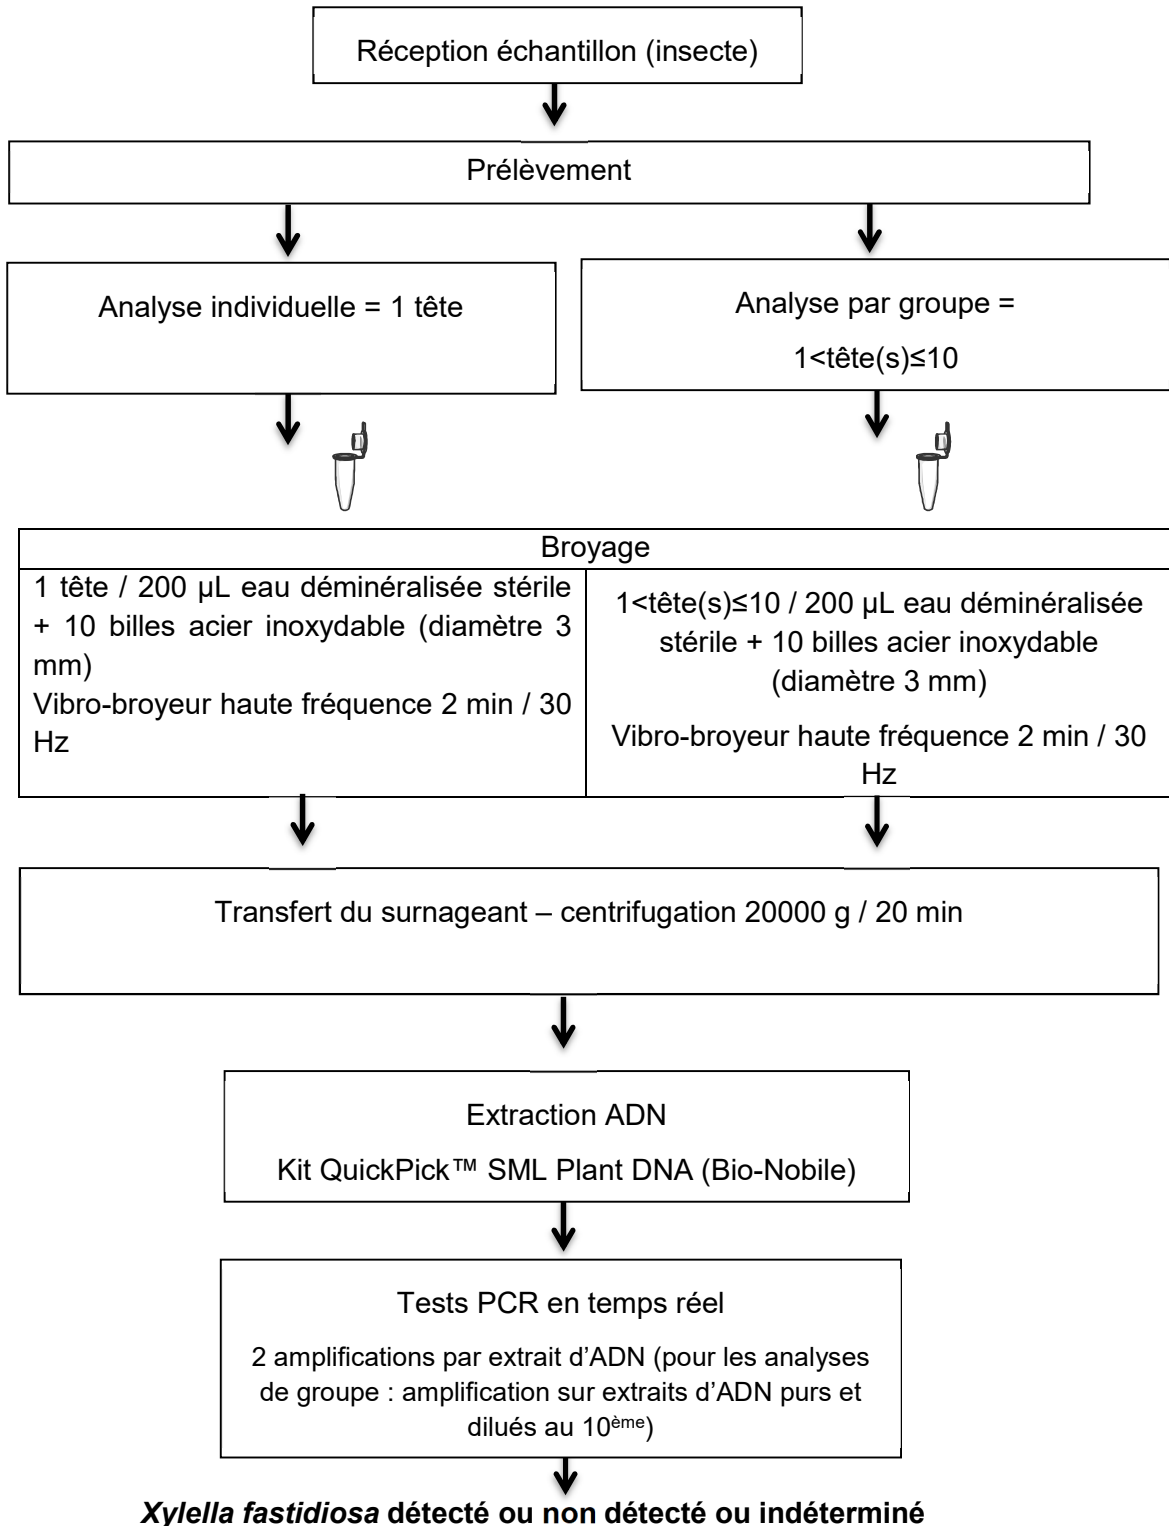 Réception échantillon (insecte)
Prélèvement
Analyse individuelle = 1 tête
Analyse par groupe =
1<tête(s)≤10
Broyage
1 tête / 200 µL eau déminéralisée stérile
+ 10 billes acier inoxydable (diamètre 3
mm)
Vibro-broyeur haute fréquence 2 min / 30
Hz
1<tête(s)≤10 / 200 µL eau déminéralisée
stérile + 10 billes acier inoxydable
(diamètre 3 mm)
Vibro-broyeur haute fréquence 2 min / 30
Hz
Transfert du surnageant – centrifugation 20000 g / 20 min
Extraction ADN
Kit QuickPick™ SML Plant DNA (Bio-Nobile)
Tests PCR en temps réel
2 amplifications par extrait d’ADN (pour les analyses
de groupe : amplification sur extraits d’ADN purs et
dilués au 10ème)
Xylella fastidiosa détecté ou non détecté ou indéterminé